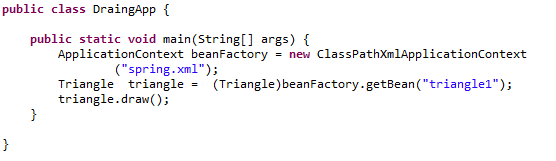 public class DraingApp {
public static void main(String[] args) {
ApplicationContext beanFactory = new ClassPathXmlApplicationContext
("spring.xml");
Triangle triangle = (Triangle)beanFactory.getBean("triangle1");
triangle.draw();
}
}